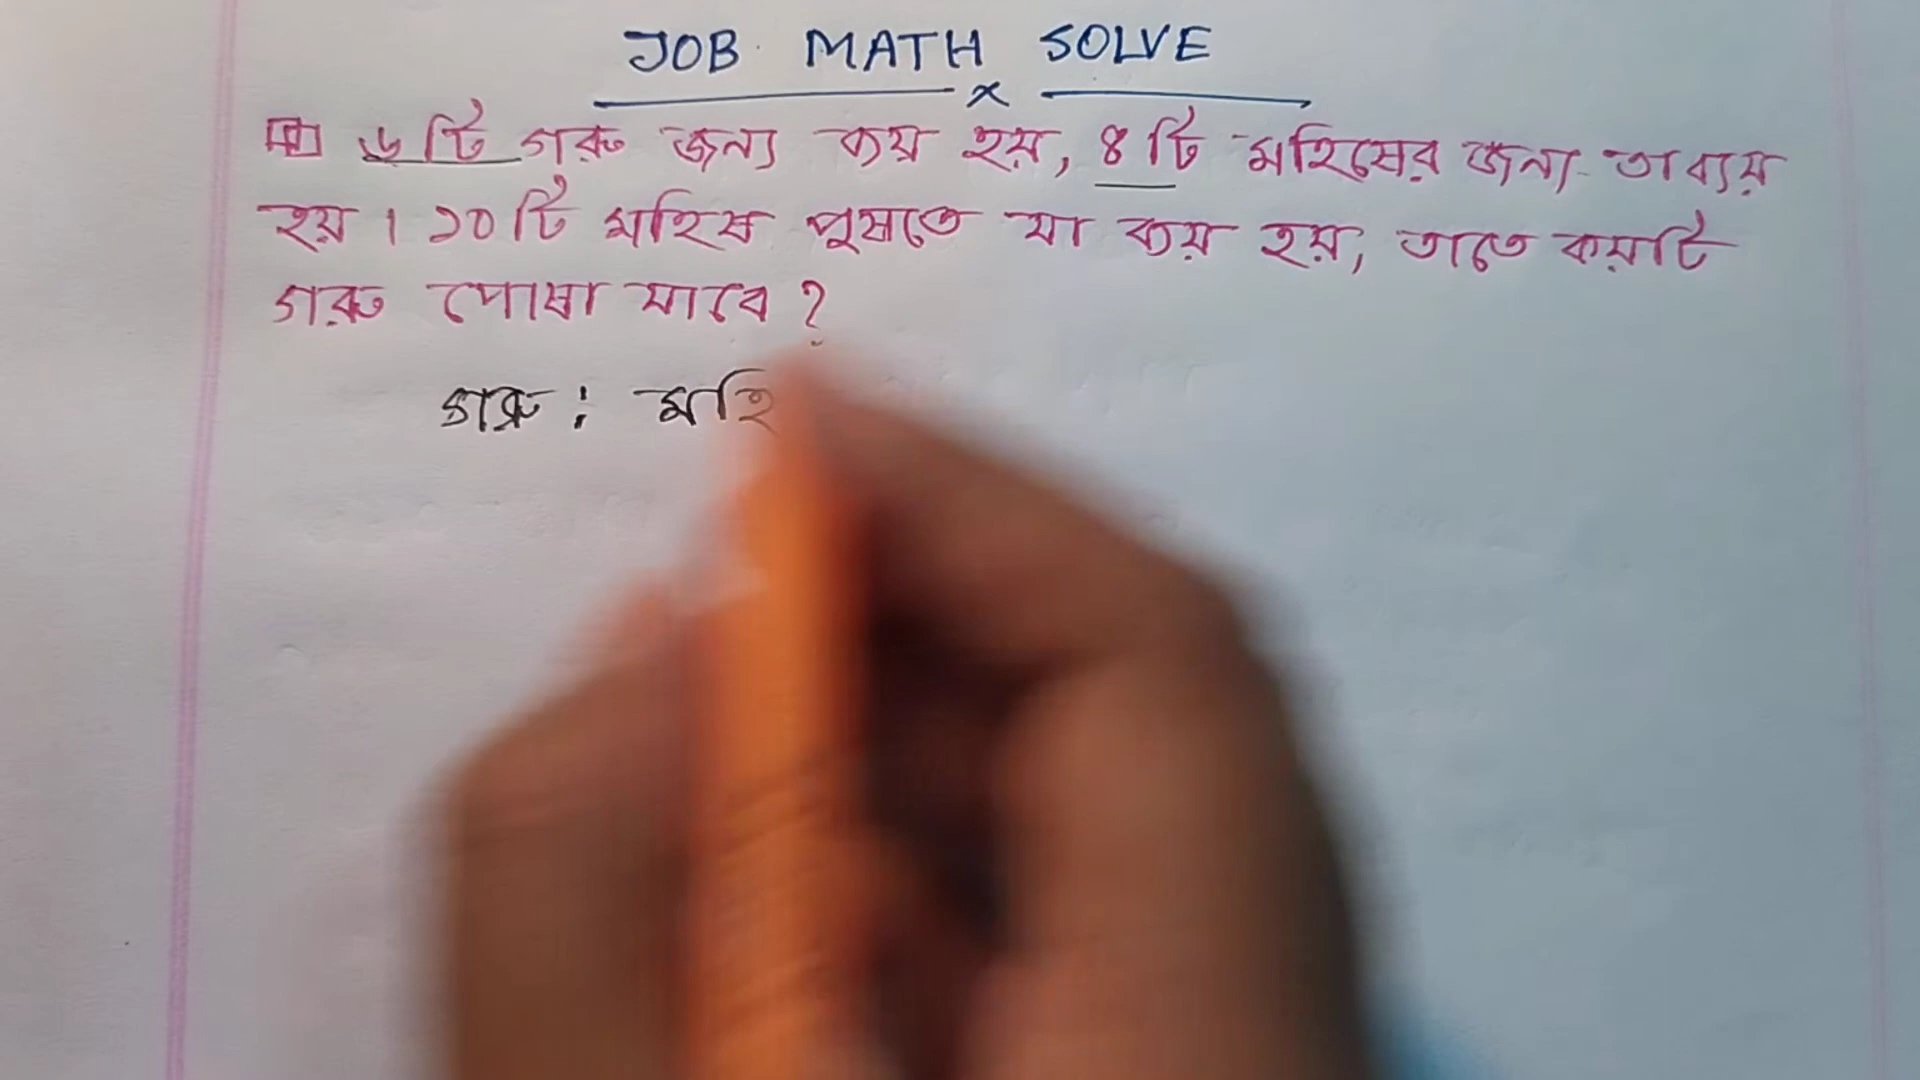 JOB MATH SOLVE
x
৬টি গরু জন্য ব্যয় হয়, ৪টি মহিষের জন্য তা ব্যয়
হয়। ১০টি মহিষ পুষতে যা ব্যয় হয়, তাতে কয়টি
গরু পোষা যাবে?
গরু : মহি